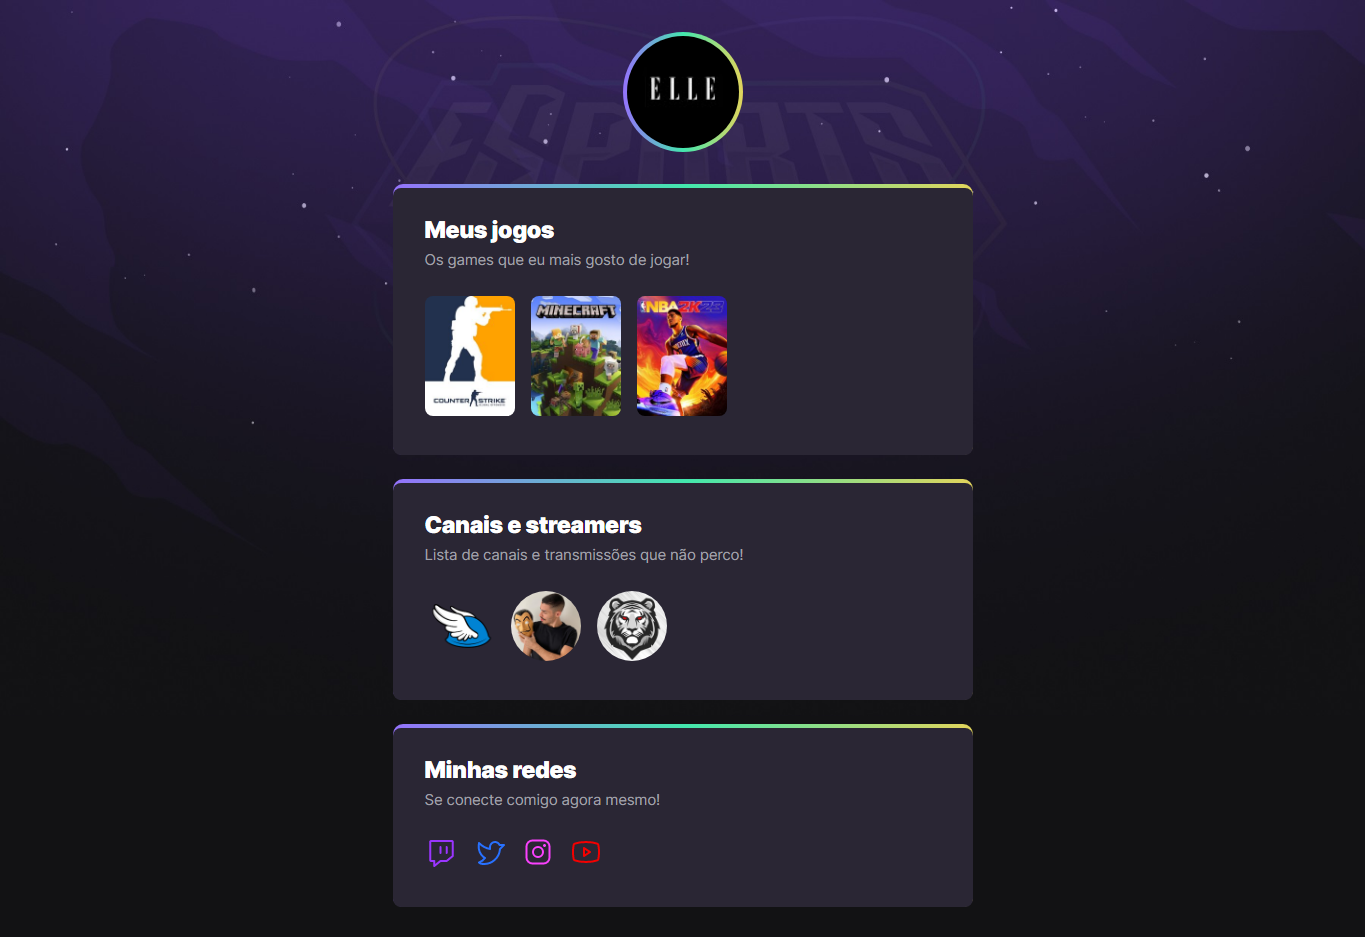 ESPORTS
ELLE
Meus jogos
Os games que eu mais gosto de jogar!
COUNTER STRIKE
MINECRAFT
NBA 2K23
Canais e streamers
Lista de canais e transmissões que não perco!
Minhas redes
Se conecte comigo agora mesmo!